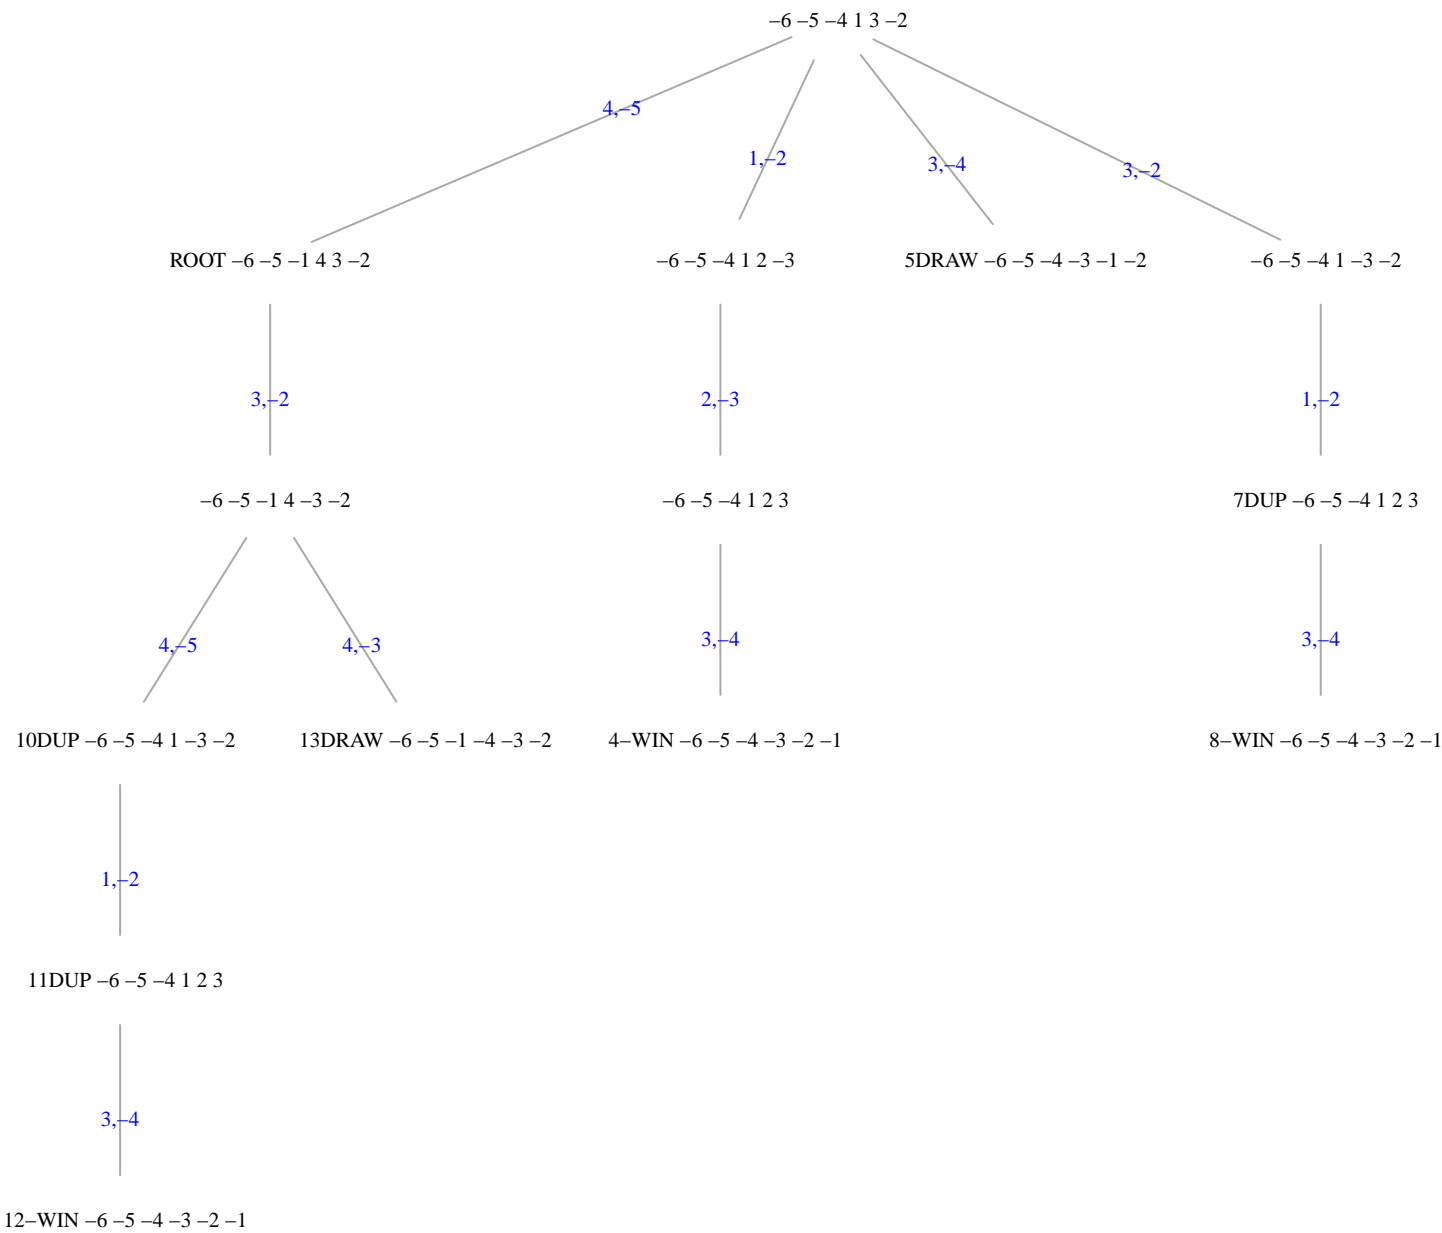 –6 –5 –4 1 3 –2
4,–5
1,–2
3,–4
3,–2
ROOT –6 –5 –1 4 3 –2
–6 –5 –4 1 2 –3
5DRAW –6 –5 –4 –3 –1 –2
–6 –5 –4 1 –3 –2
3,–2
2,–3
1,–2
–6 –5 –1 4 –3 –2
–6 –5 –4 1 2 3
7DUP –6 –5 –4 1 2 3
4,–5
4,–3
3,–4
3,–4
10DUP –6 –5 –4 1 –3 –2
13DRAW –6 –5 –1 –4 –3 –2
4–WIN –6 –5 –4 –3 –2 –1
8–WIN –6 –5 –4 –3 –2 –1
1,–2
11DUP –6 –5 –4 1 2 3
3,–4
12–WIN –6 –5 –4 –3 –2 –1